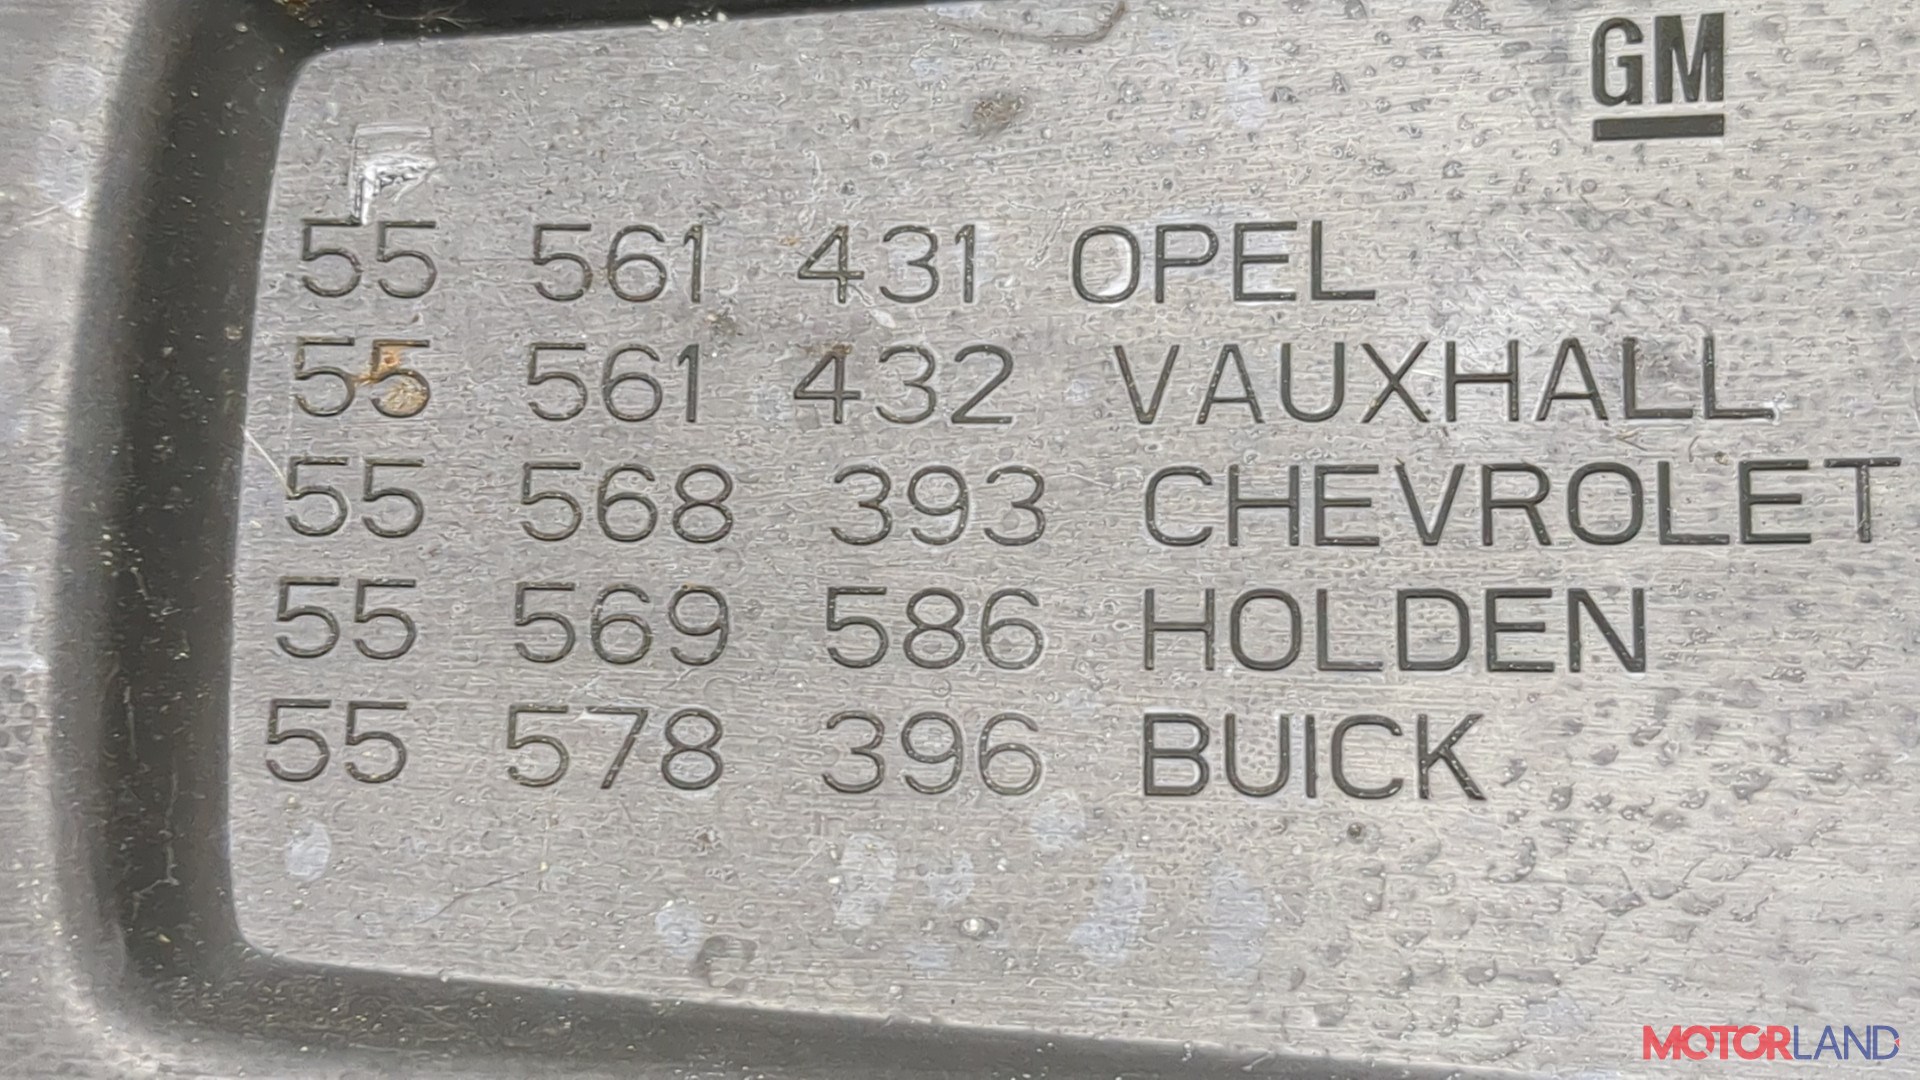 GM
55 561 431 OPEL
55 561 432 VAUXHALL
55 568 393 CHEVROLET
55 569 586 HOLDEN
55 578 396 BUICK
MOTORLAND